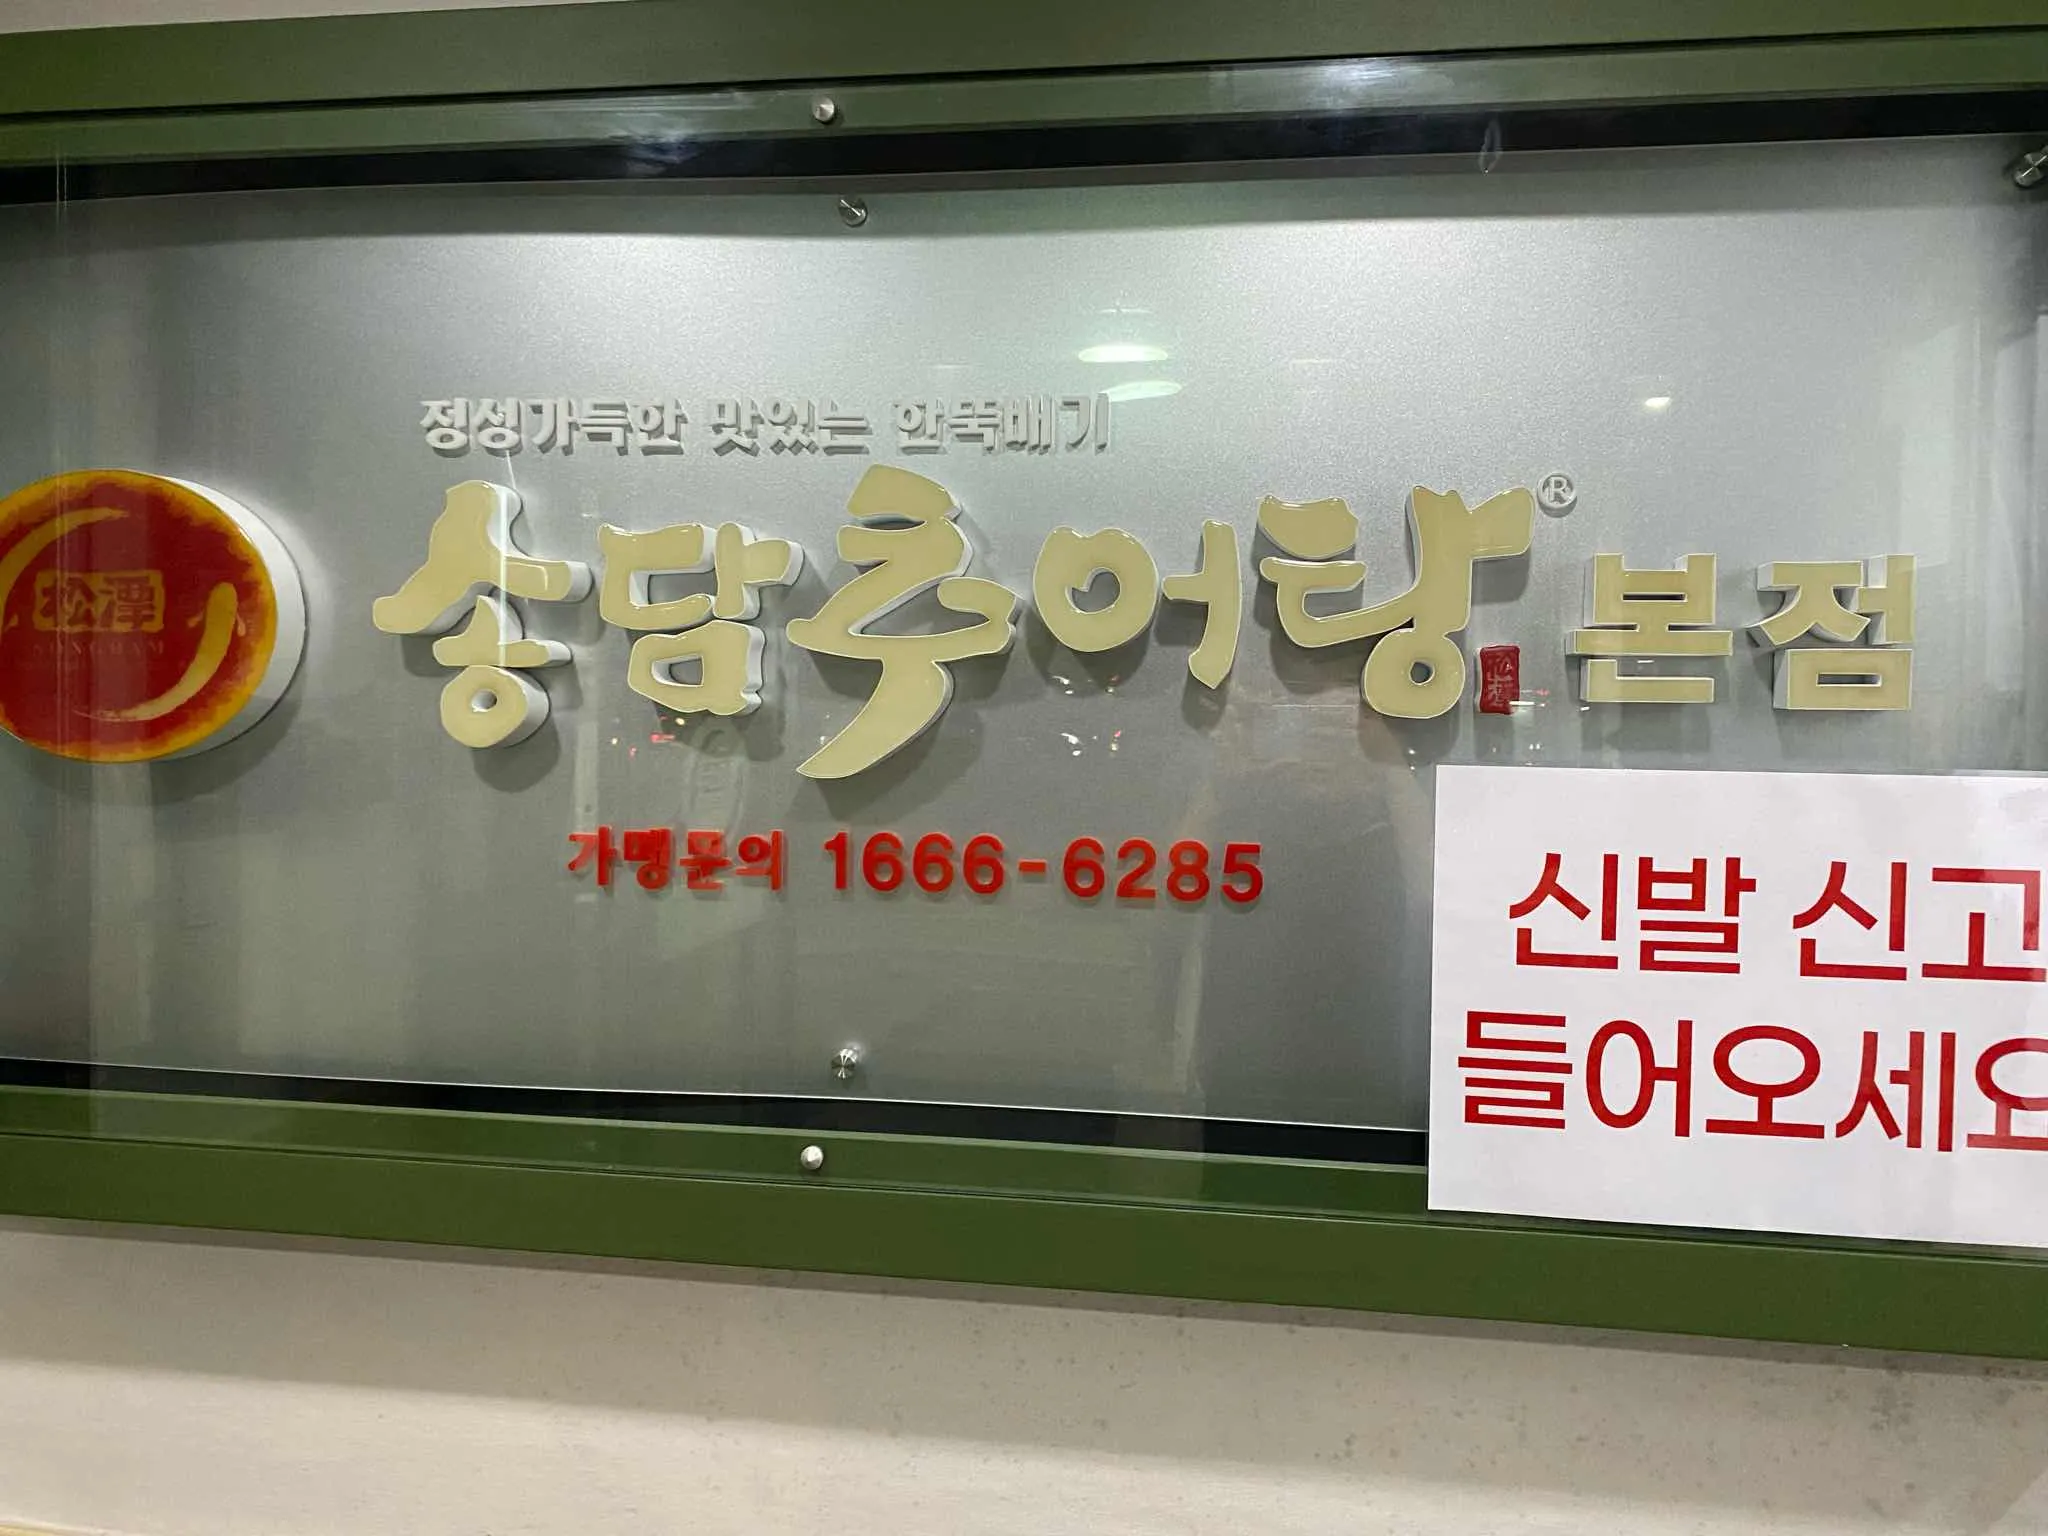 정성가득한 맛있는 한뚝배기
송담추어탕® 본점
松潭
SONGDAM
가맹문의 1666-6285
신발 신고
들어오세요